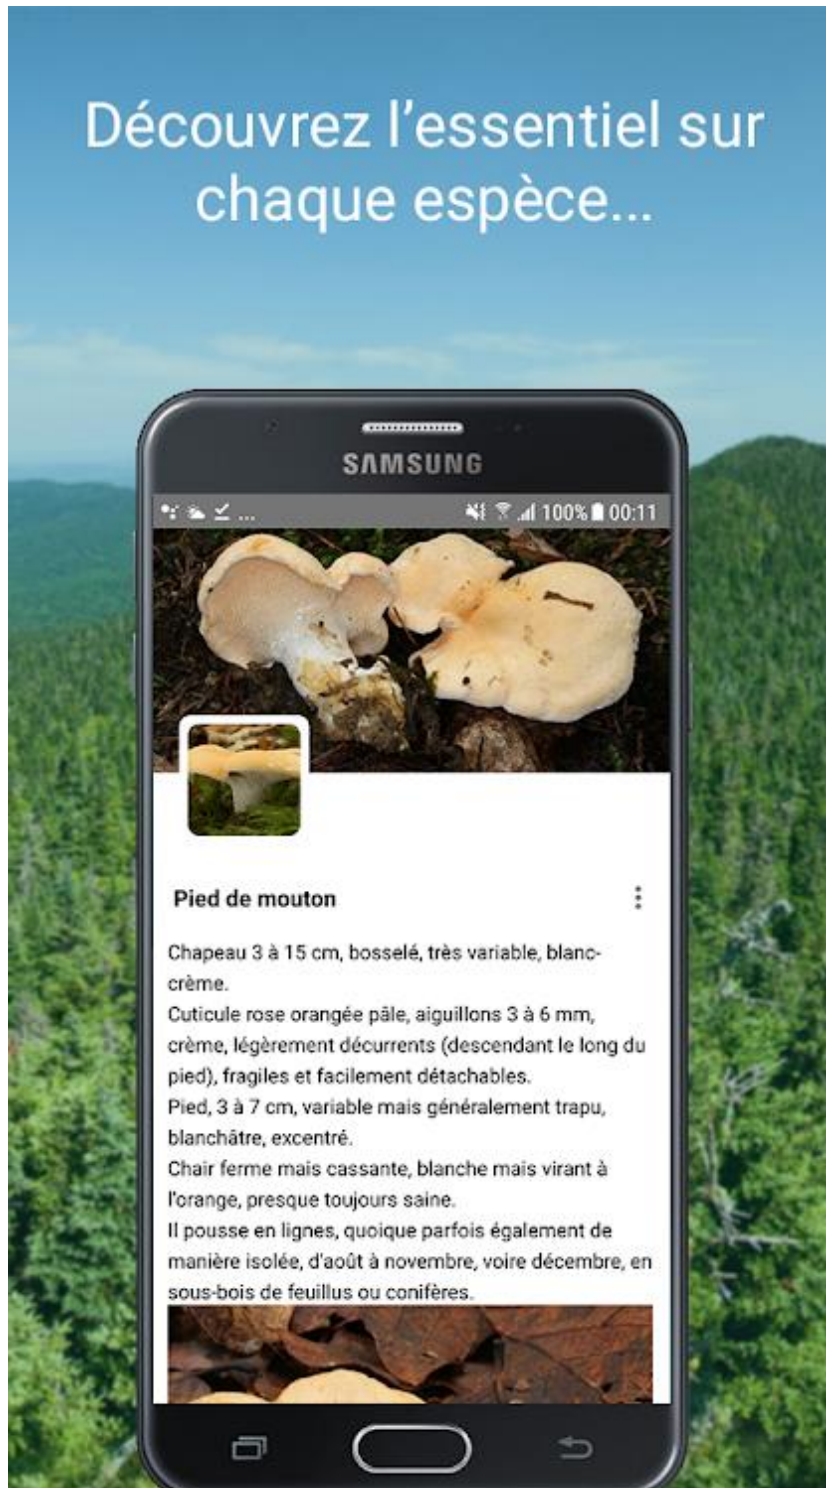 Découvrez l’essentiel sur
chaque espèce...
SAMSUNG
... 100% 00:11
Pied de mouton
Chapeau 3 à 15 cm, bosselé, très variable, blanc-
crème.
Cuticule rose orangée pâle, aiguillons 3 à 6 mm,
crème, légèrement décurrents (descendant le long du
pied), fragiles et facilement détachables.
Pied, 3 à 7 cm, variable mais généralement trapu,
blanchâtre, excentré.
Chair ferme mais cassante, blanche mais virant à
l'orange, presque toujours saine.
Il pousse en lignes, quoique parfois également de
manière isolée, d'août à novembre, voire décembre, en
sous-bois de feuillus ou conifères.